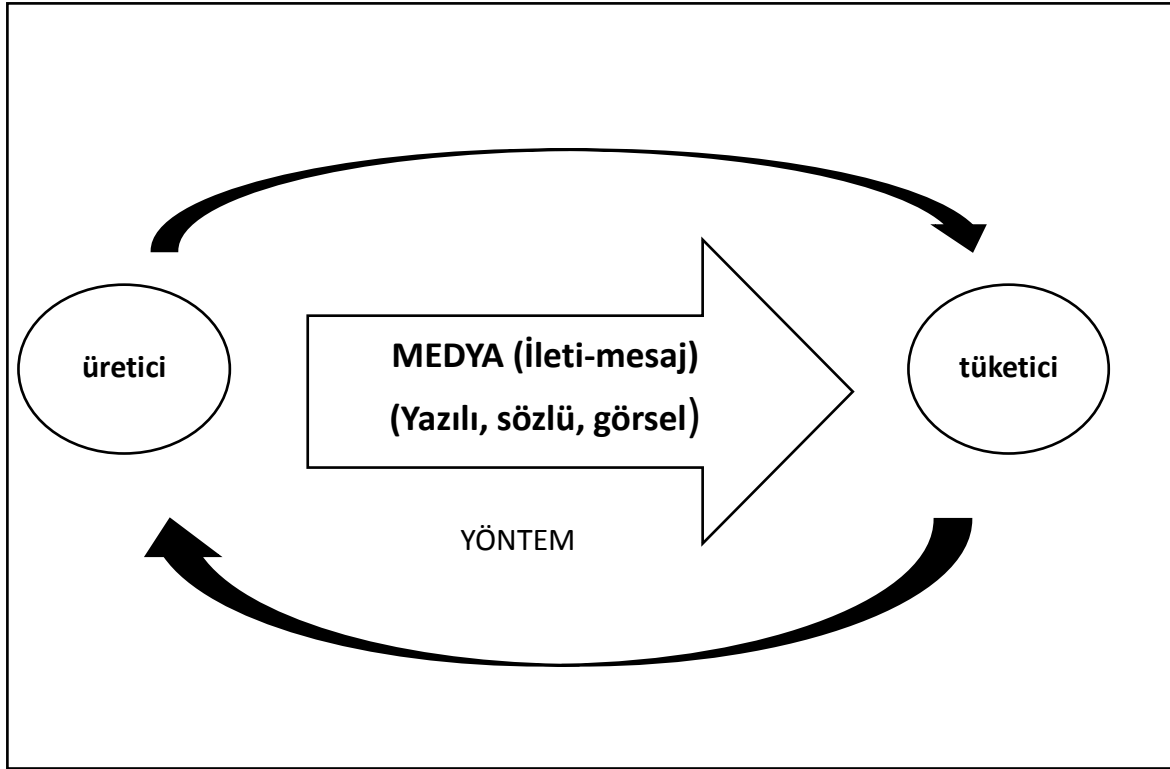 üretici
MEDYA (İleti-mesaj)
(Yazılı, sözlü, görsel)
tüketici
YÖNTEM